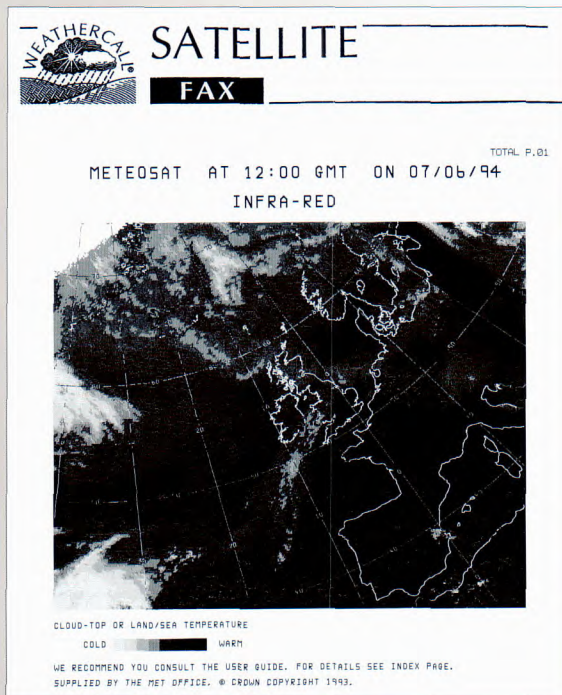 WEATHERCALL®
SATELLITE
FAX
TOTAL P.01
METEOSAT AT 12:00 GMT ON 07/06/94
INFRA-RED
CLOUD-TOP OR LAND/SEA TEMPERATURE
COLD WARM
WE RECOMMEND YOU CONSULT THE USER GUIDE. FOR DETAILS SEE INDEX PAGE.
SUPPLIED BY THE MET OFFICE. © CROWN COPYRIGHT 1993.